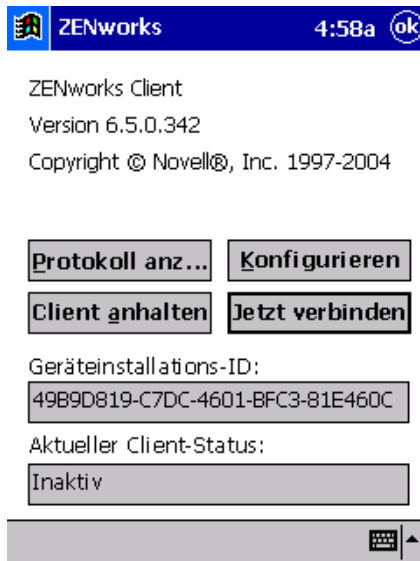 ZENworks 4:58a ok
ZENworks Client
Version 6.5.0.342
Copyright © Novell®, Inc. 1997-2004
Protokoll anz... Konfigurieren
Client anhalten Jetzt verbinden
Geräteinstallations-ID:
49B9D819-C7DC-4601-BFC3-81E460C
Aktueller Client-Status:
Inaktiv